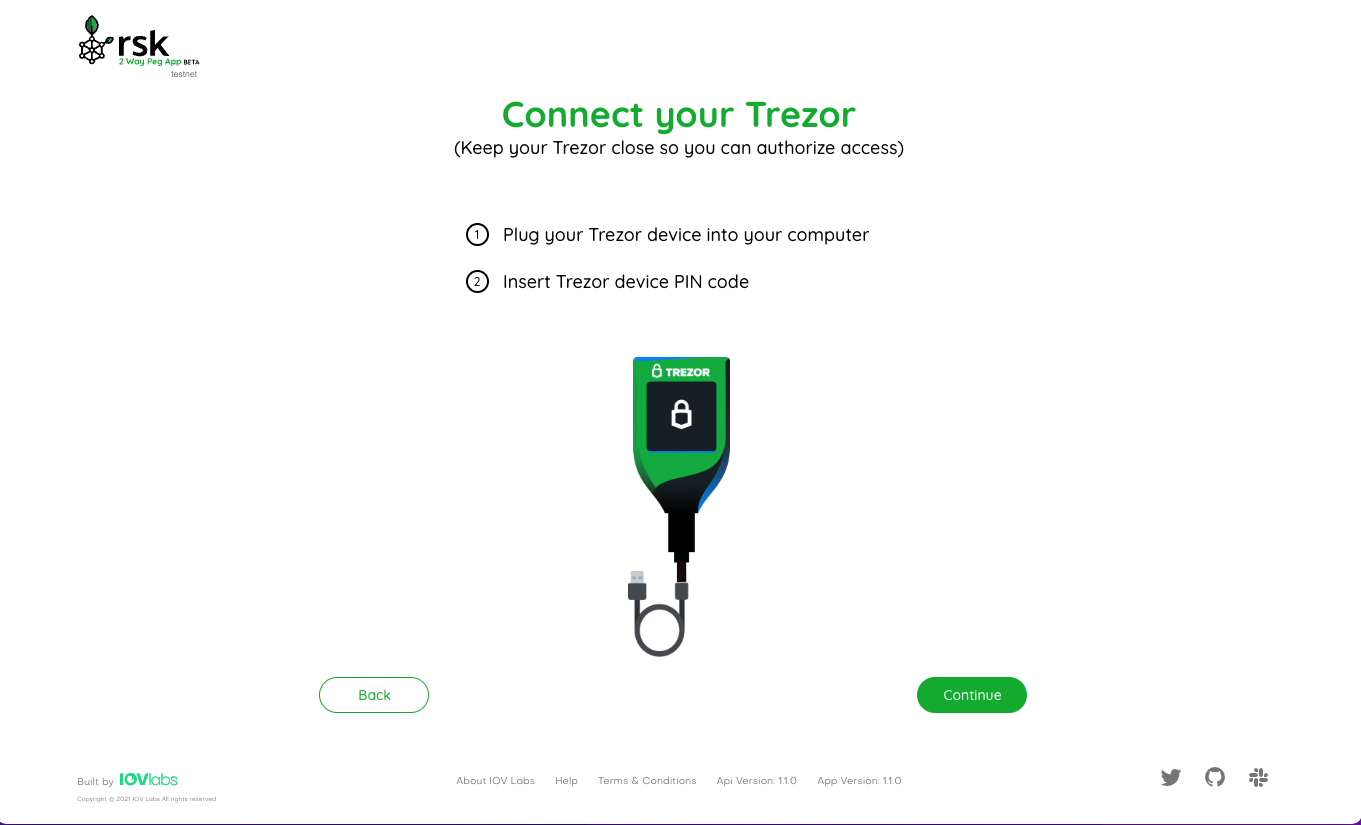 rsk
2 Way Peg App BETA
testnet
Connect your Trezor
(Keep your Trezor close so you can authorize access)
1 Plug your Trezor device into your computer
2 Insert Trezor device PIN code
TREZOR
Back
Continue
Built by IOVlabs
About IOV Labs Help Terms & Conditions Api Version: 1.1.0 App Version: 1.1.0
Copyright © 2021 IOV Labs All rights reserved